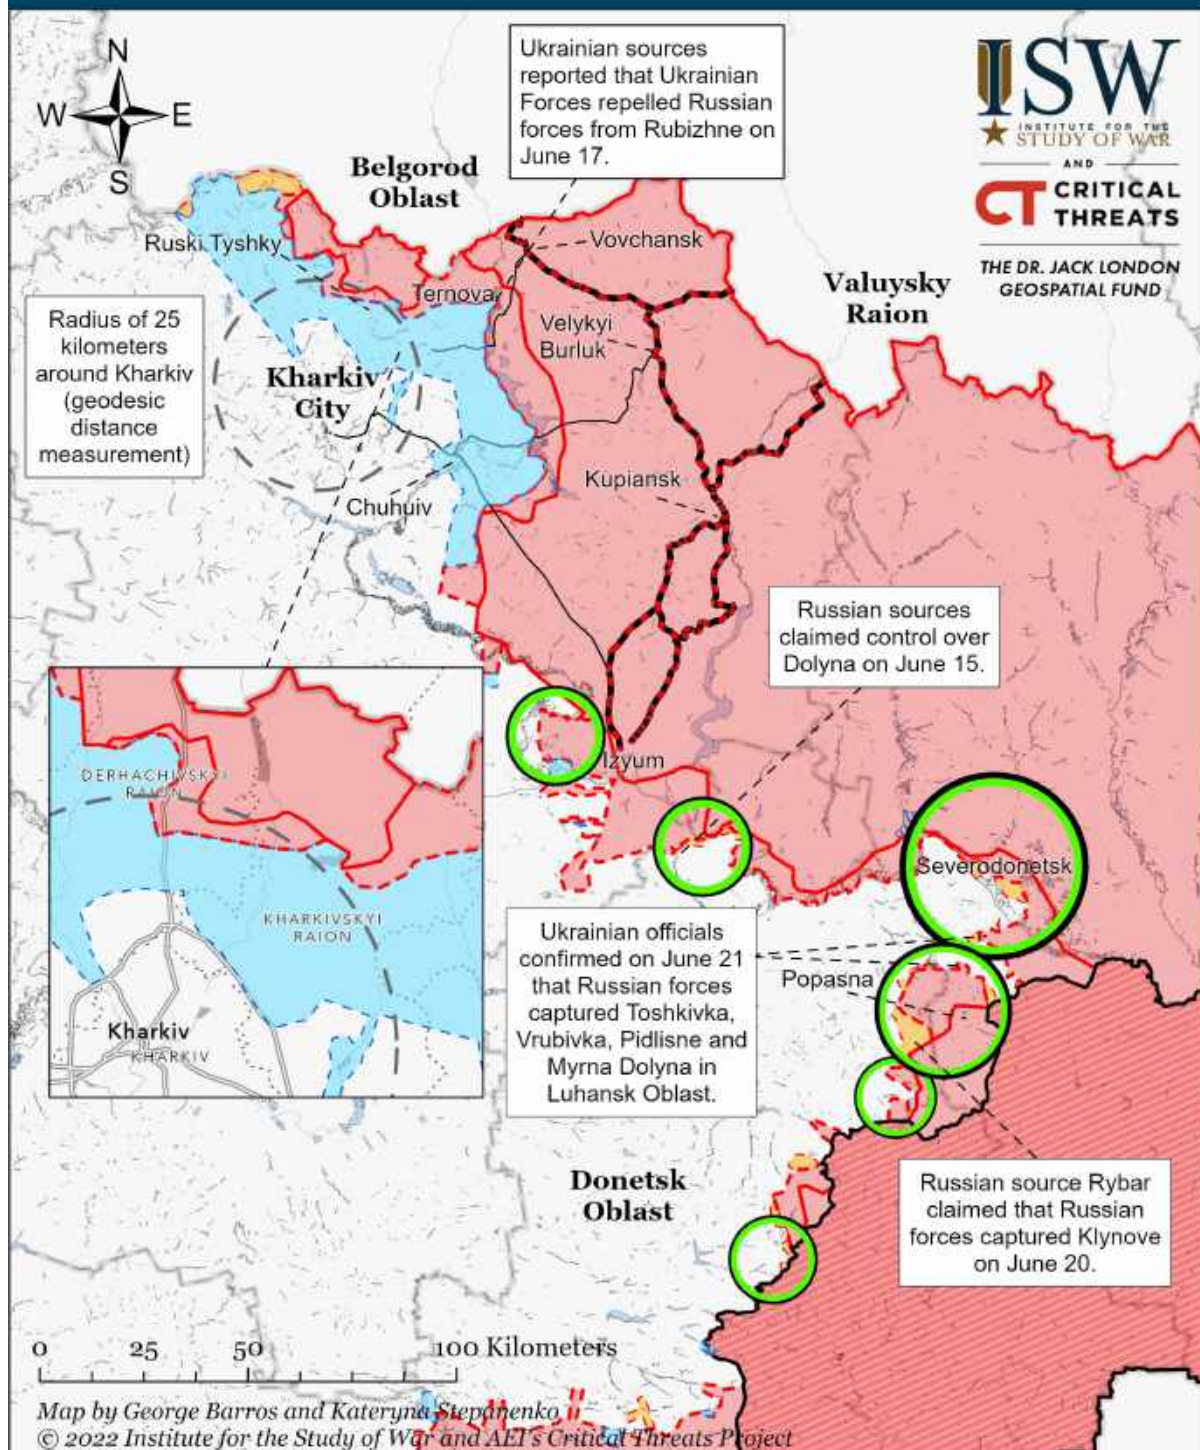 N
W
E
S
Ukrainian sources
reported that Ukrainian
Forces repelled Russian
forces from Rubizhne on
June 17.
ISW
INSTITUTE FOR THE
STUDY OF WAR
AND
CT CRITICAL
THREATS
THE DR. JACK LONDON
GEOSPATIAL FUND
Belgorod
Oblast
Ruski Tyshky
Vovchansk
Ternova
Valuysky
Raion
Radius of 25
kilometers
around Kharkiv
(geodesic
distance
measurement)
Velykyi
Burluk
Kharkiv
City
Kupiansk
Chuhuiv
Russian sources
claimed control over
Dolyna on June 15.
Izyum
DERHACHIVSKYI
RAION
KHARKIVSKYI
RAION
Kharkiv
KHARKIV
Severodonetsk
Ukrainian officials
confirmed on June 21
that Russian forces
captured Toshkivka,
Vrubivka, Pidlisne and
Myrna Dolyna in
Luhansk Oblast.
Popasna
Donetsk
Oblast
Russian source Rybar
claimed that Russian
forces captured Klynove
on June 20.
0 25 50 100 Kilometers
Map by George Barros and Kateryna Stepanenko
© 2022 Institute for the Study of War and AEI's Critical Threats Project